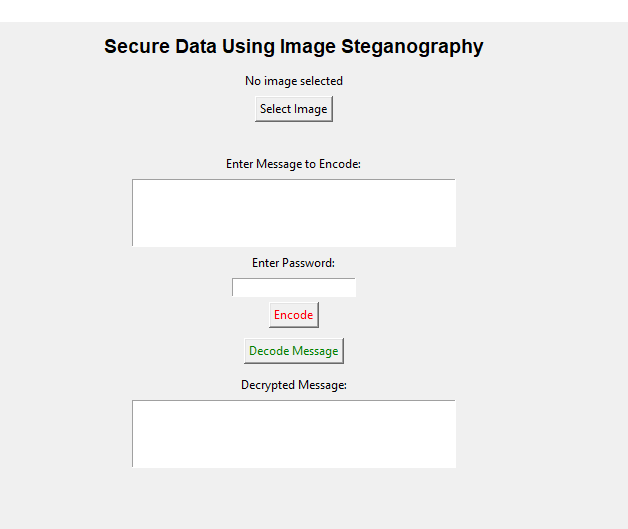 Secure Data Using Image Steganography
No image selected
Select Image
Enter Message to Encode:
Enter Password:
Encode
Decode Message
Decrypted Message: